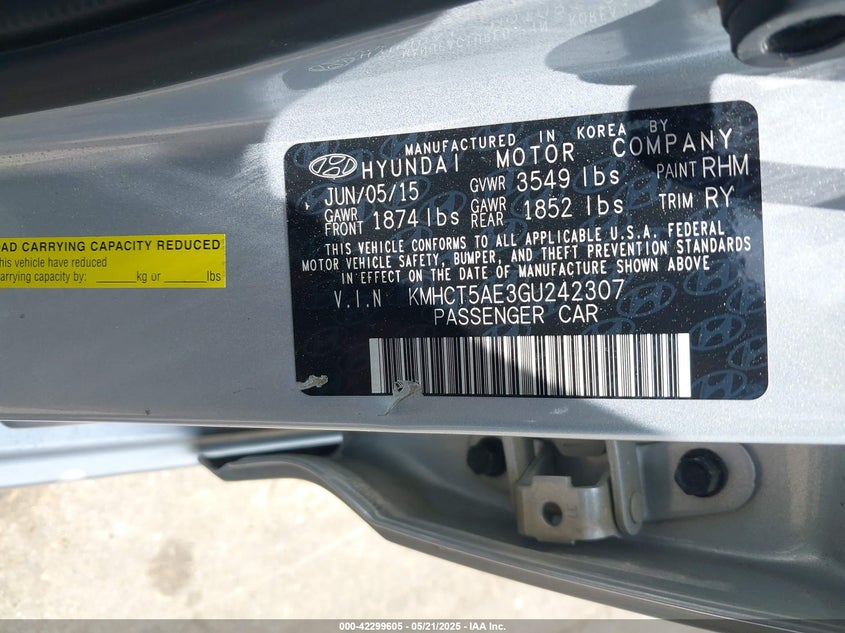 MANUFACTURED IN KOREA BY
HYUNDAI MOTOR COMPANY
JUN/05/15 GVWR 3549 lbs PAINT RHM
GAWR FRONT 1874 lbs GAWR REAR 1852 lbs TRIM RY
THIS VEHICLE CONFORMS TO ALL APPLICABLE U.S.A. FEDERAL
MOTOR VEHICLE SAFETY, BUMPER, AND THEFT PREVENTION STANDARDS
IN EFFECT ON THE DATE OF MANUFACTURE SHOWN ABOVE
V.I.N KMHCT5AE3GU242307
PASSENGER CAR
OAD CARRYING CAPACITY REDUCED
his vehicle have reduced
arrying capacity by: ______ kg or ______ lbs
000-42299605 - 05/21/2025 - IAA Inc.